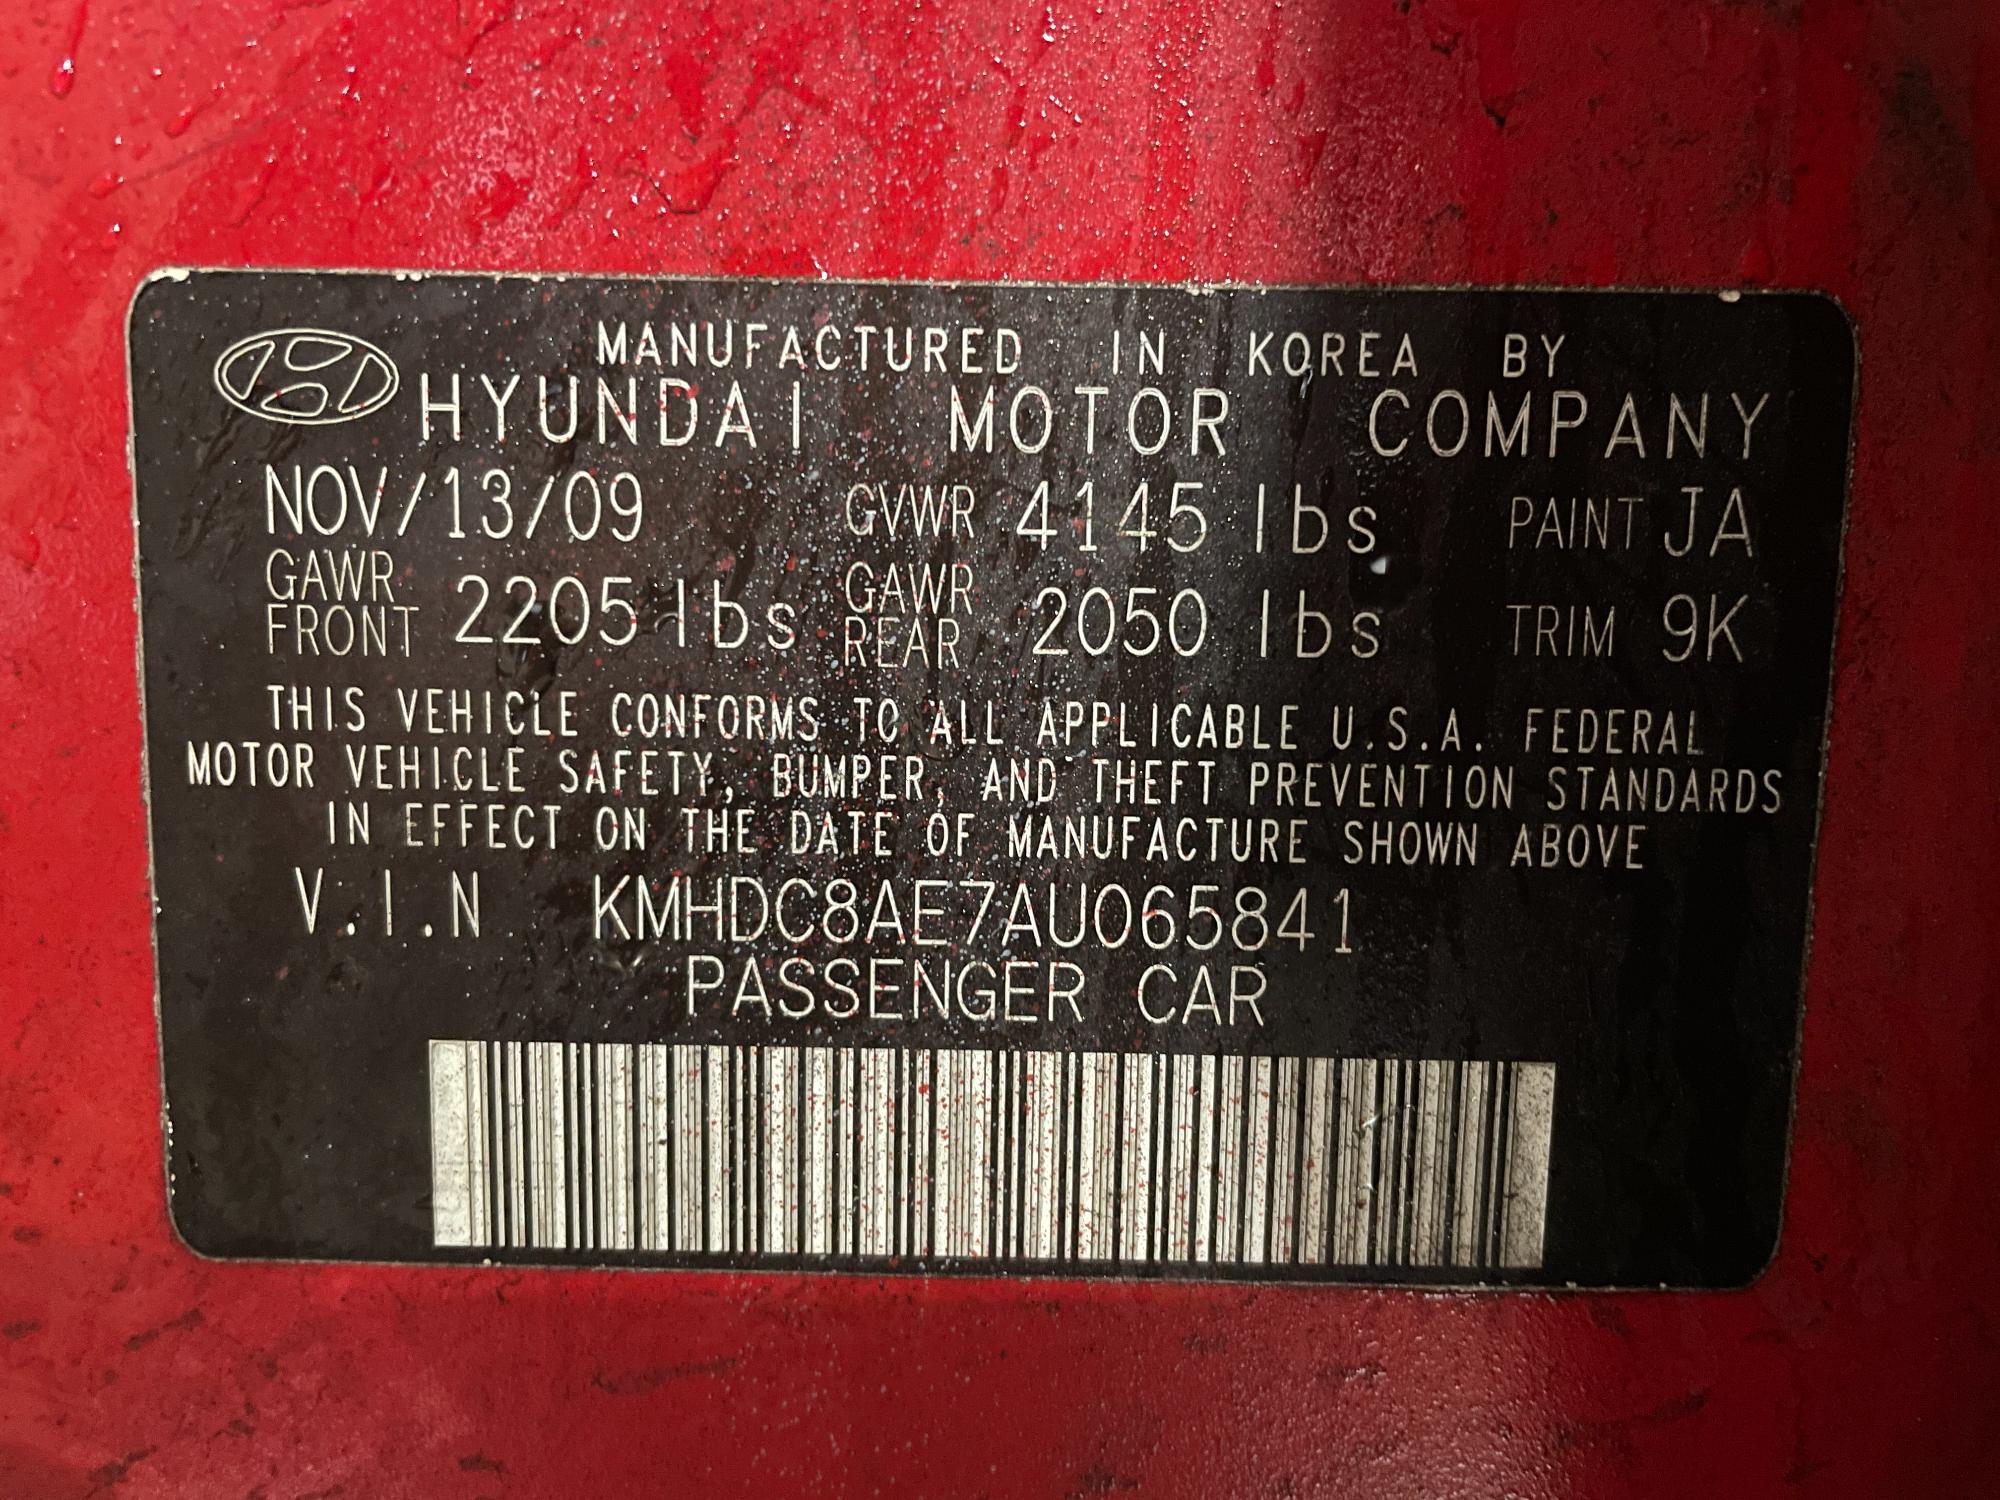 MANUFACTURED IN KOREA BY
HYUNDAI MOTOR COMPANY
NOV/13/09 GVWR 4145 lbs PAINT JA
GAWR FRONT 2205 lbs GAWR REAR 2050 lbs TRIM 9K
THIS VEHICLE CONFORMS TO ALL APPLICABLE U.S.A. FEDERAL
MOTOR VEHICLE SAFETY, BUMPER, AND THEFT PREVENTION STANDARDS
IN EFFECT ON THE DATE OF MANUFACTURE SHOWN ABOVE
V.I.N. KMHDC8AE7AU065841
PASSENGER CAR